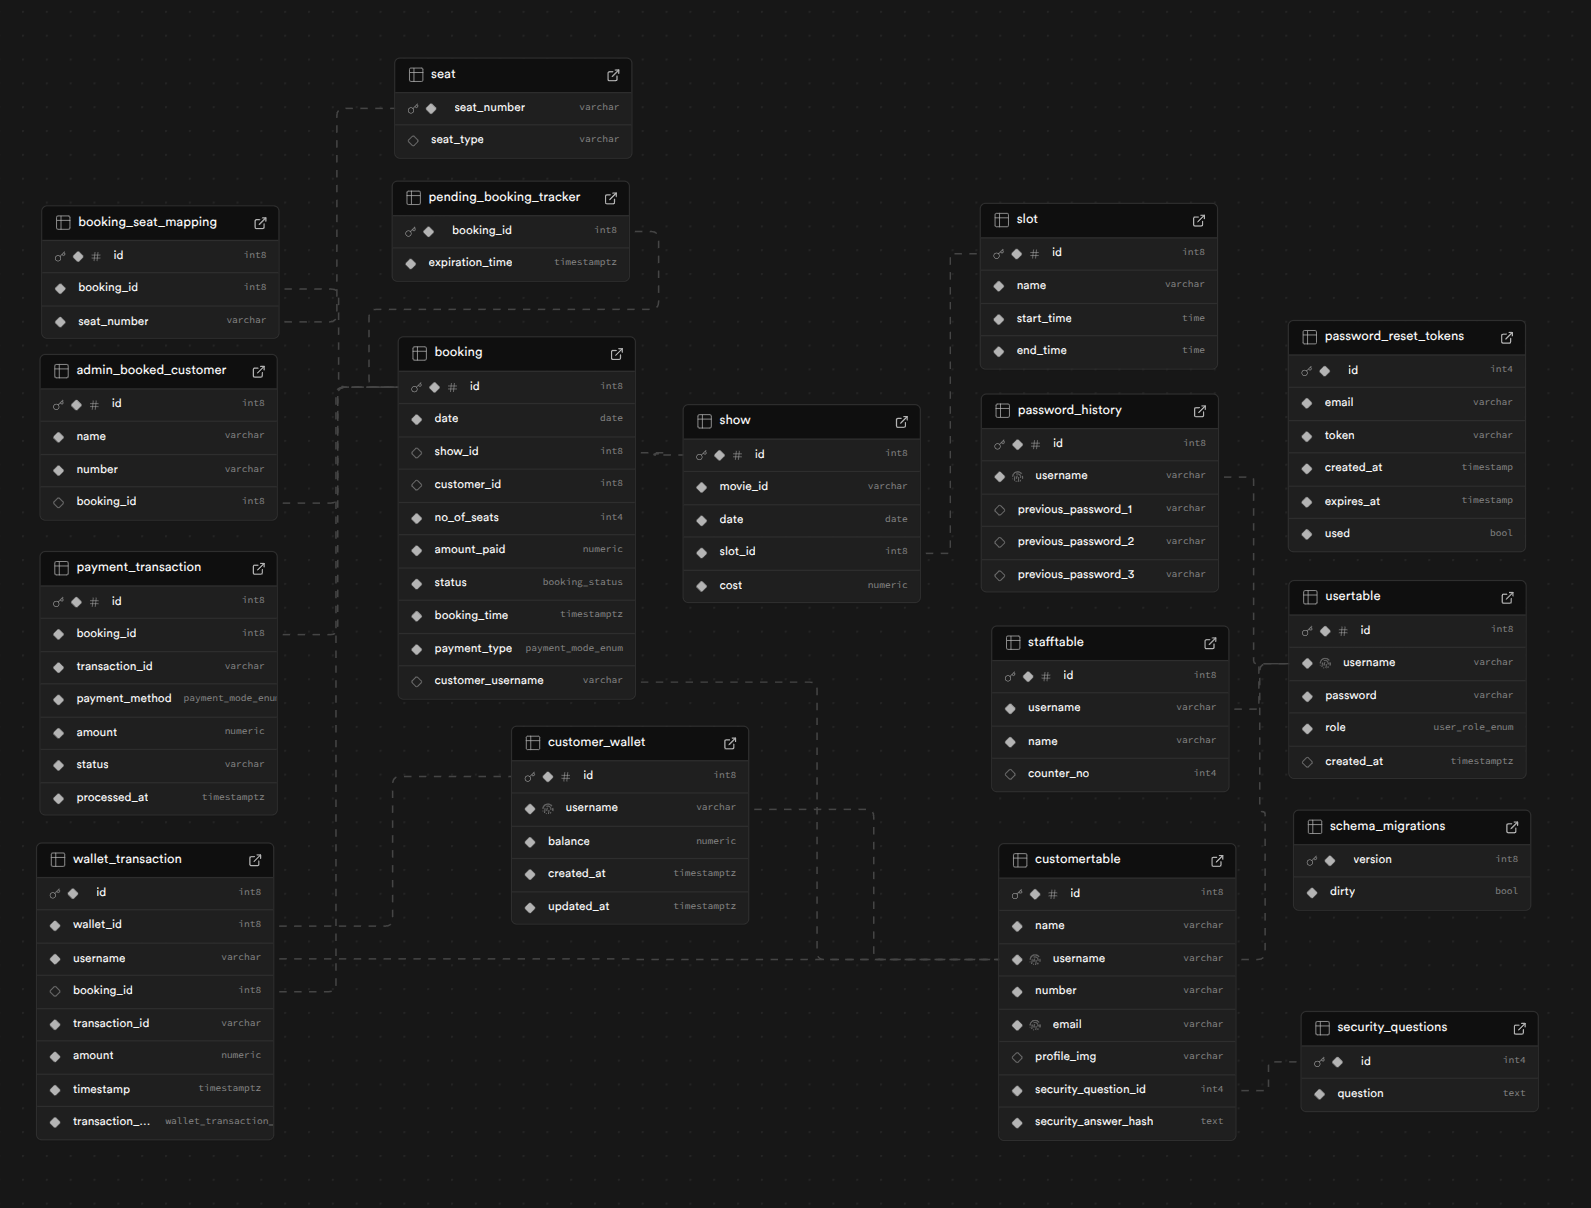 seat
seat_number varchar
seat_type varchar
pending_booking_tracker
booking_id int8
expiration_time timestamptz
booking_seat_mapping
# id int8
booking_id int8
seat_number varchar
admin_booked_customer
# id int8
name varchar
number varchar
booking_id int8
payment_transaction
# id int8
booking_id int8
transaction_id varchar
payment_method payment_mode_enu
amount numeric
status varchar
processed_at timestamptz
wallet_transaction
id int8
wallet_id int8
username varchar
booking_id int8
transaction_id varchar
amount numeric
timestamp timestamptz
transaction_... wallet_transaction_
booking
# id int8
date date
show_id int8
customer_id int8
no_of_seats int4
amount_paid numeric
status booking_status
booking_time timestamptz
payment_type payment_mode_enum
customer_username varchar
customer_wallet
# id int8
username varchar
balance numeric
created_at timestamptz
updated_at timestamptz
show
# id int8
movie_id varchar
date date
slot_id int8
cost numeric
slot
# id int8
name varchar
start_time time
end_time time
password_history
# id int8
username varchar
previous_password_1 varchar
previous_password_2 varchar
previous_password_3 varchar
stafftable
# id int8
username varchar
name varchar
counter_no int4
customertable
# id int8
name varchar
username varchar
number varchar
email varchar
profile_img varchar
security_question_id int4
security_answer_hash text
password_reset_tokens
id int4
email varchar
token varchar
created_at timestamp
expires_at timestamp
used bool
usertable
# id int8
username varchar
password varchar
role user_role_enum
created_at timestamptz
schema_migrations
version int8
dirty bool
security_questions
id int4
question text